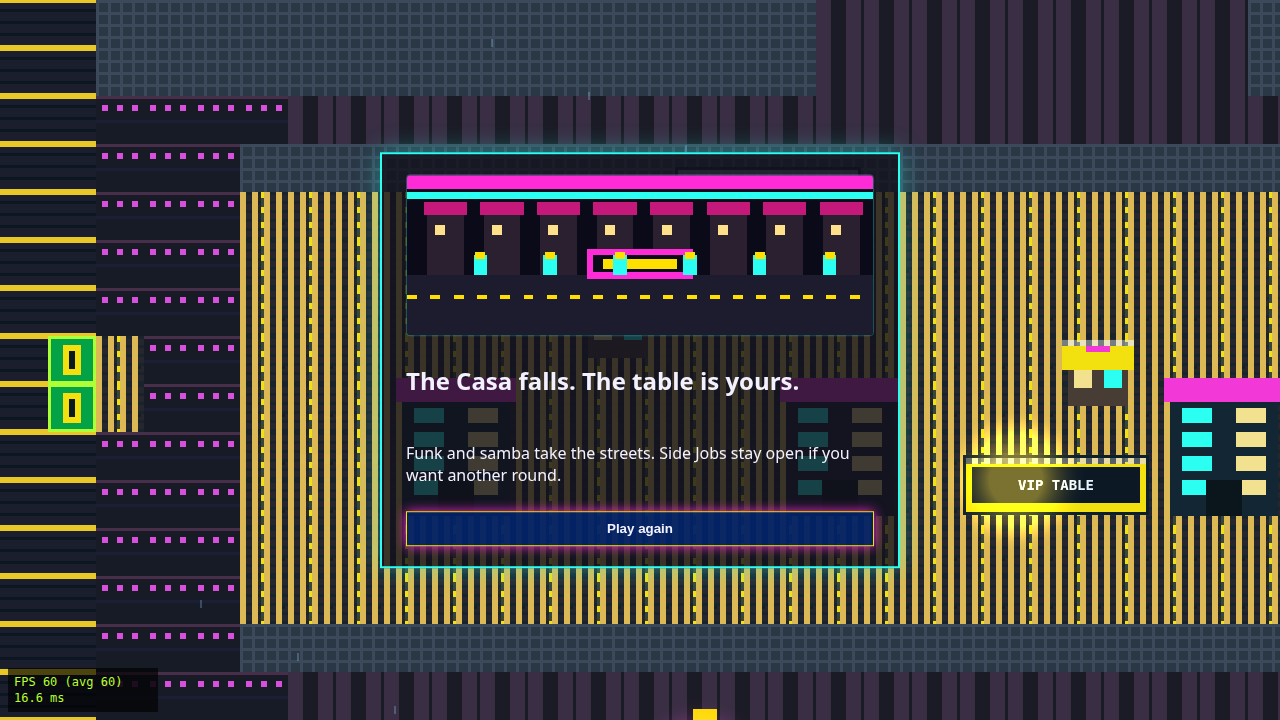 The Casa falls. The table is yours.
Funk and samba take the streets. Side Jobs stay open if you
want another round.
VIP TABLE
Play again
FPS 60 (avg 60)
16.6 ms